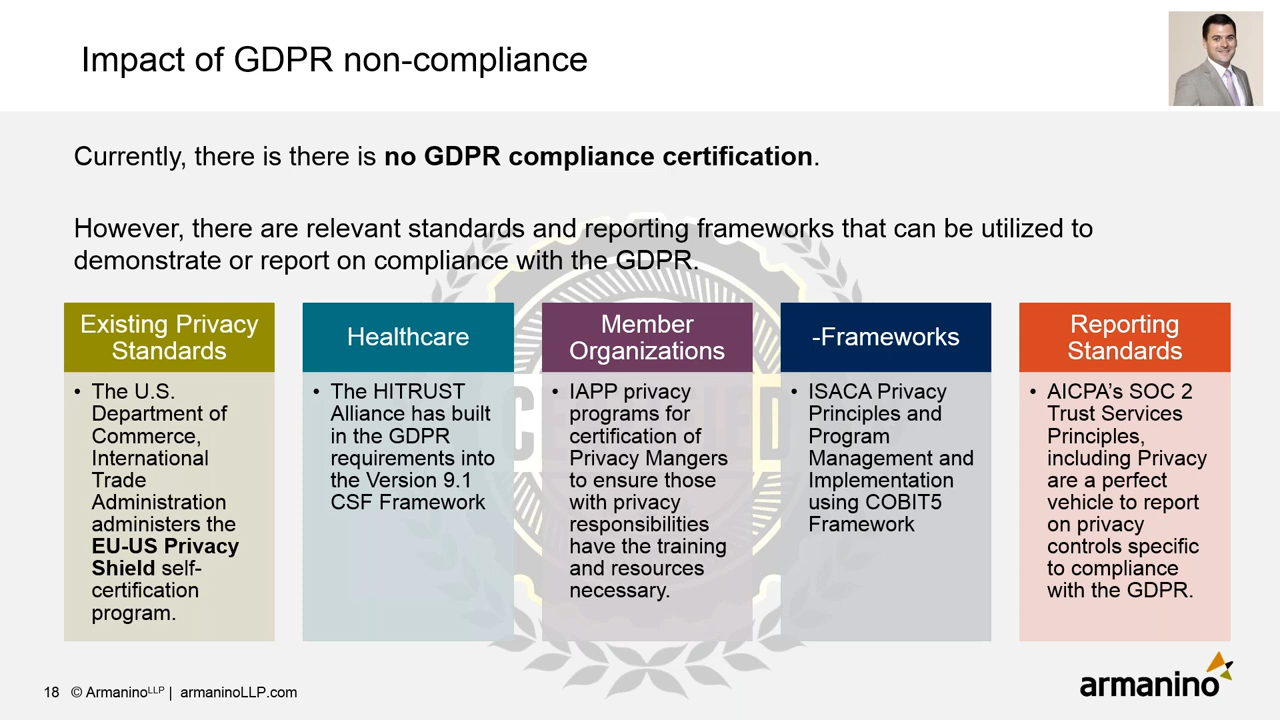 Impact of GDPR non-compliance
Currently, there is there is no GDPR compliance certification.
However, there are relevant standards and reporting frameworks that can be utilized to
demonstrate or report on compliance with the GDPR.
Existing Privacy
Standards
• The U.S.
Department of
Commerce,
International
Trade
Administration
administers the
EU-US Privacy
Shield self-
certification
program.
Healthcare
• The HITRUST
Alliance has built
in the GDPR
requirements into
the Version 9.1
CSF Framework
Member
Organizations
• IAPP privacy
programs for
certification of
Privacy Mangers
to ensure those
with privacy
responsibilities
have the training
and resources
necessary.
-Frameworks
• ISACA Privacy
Principles and
Program
Management and
Implementation
using COBIT5
Framework
Reporting
Standards
• AICPA’s SOC 2
Trust Services
Principles,
including Privacy
are a perfect
vehicle to report
on privacy
controls specific
to compliance
with the GDPR.
CERTIFIED
18 © ArmaninoLLP | armaninoLLP.com
armanino